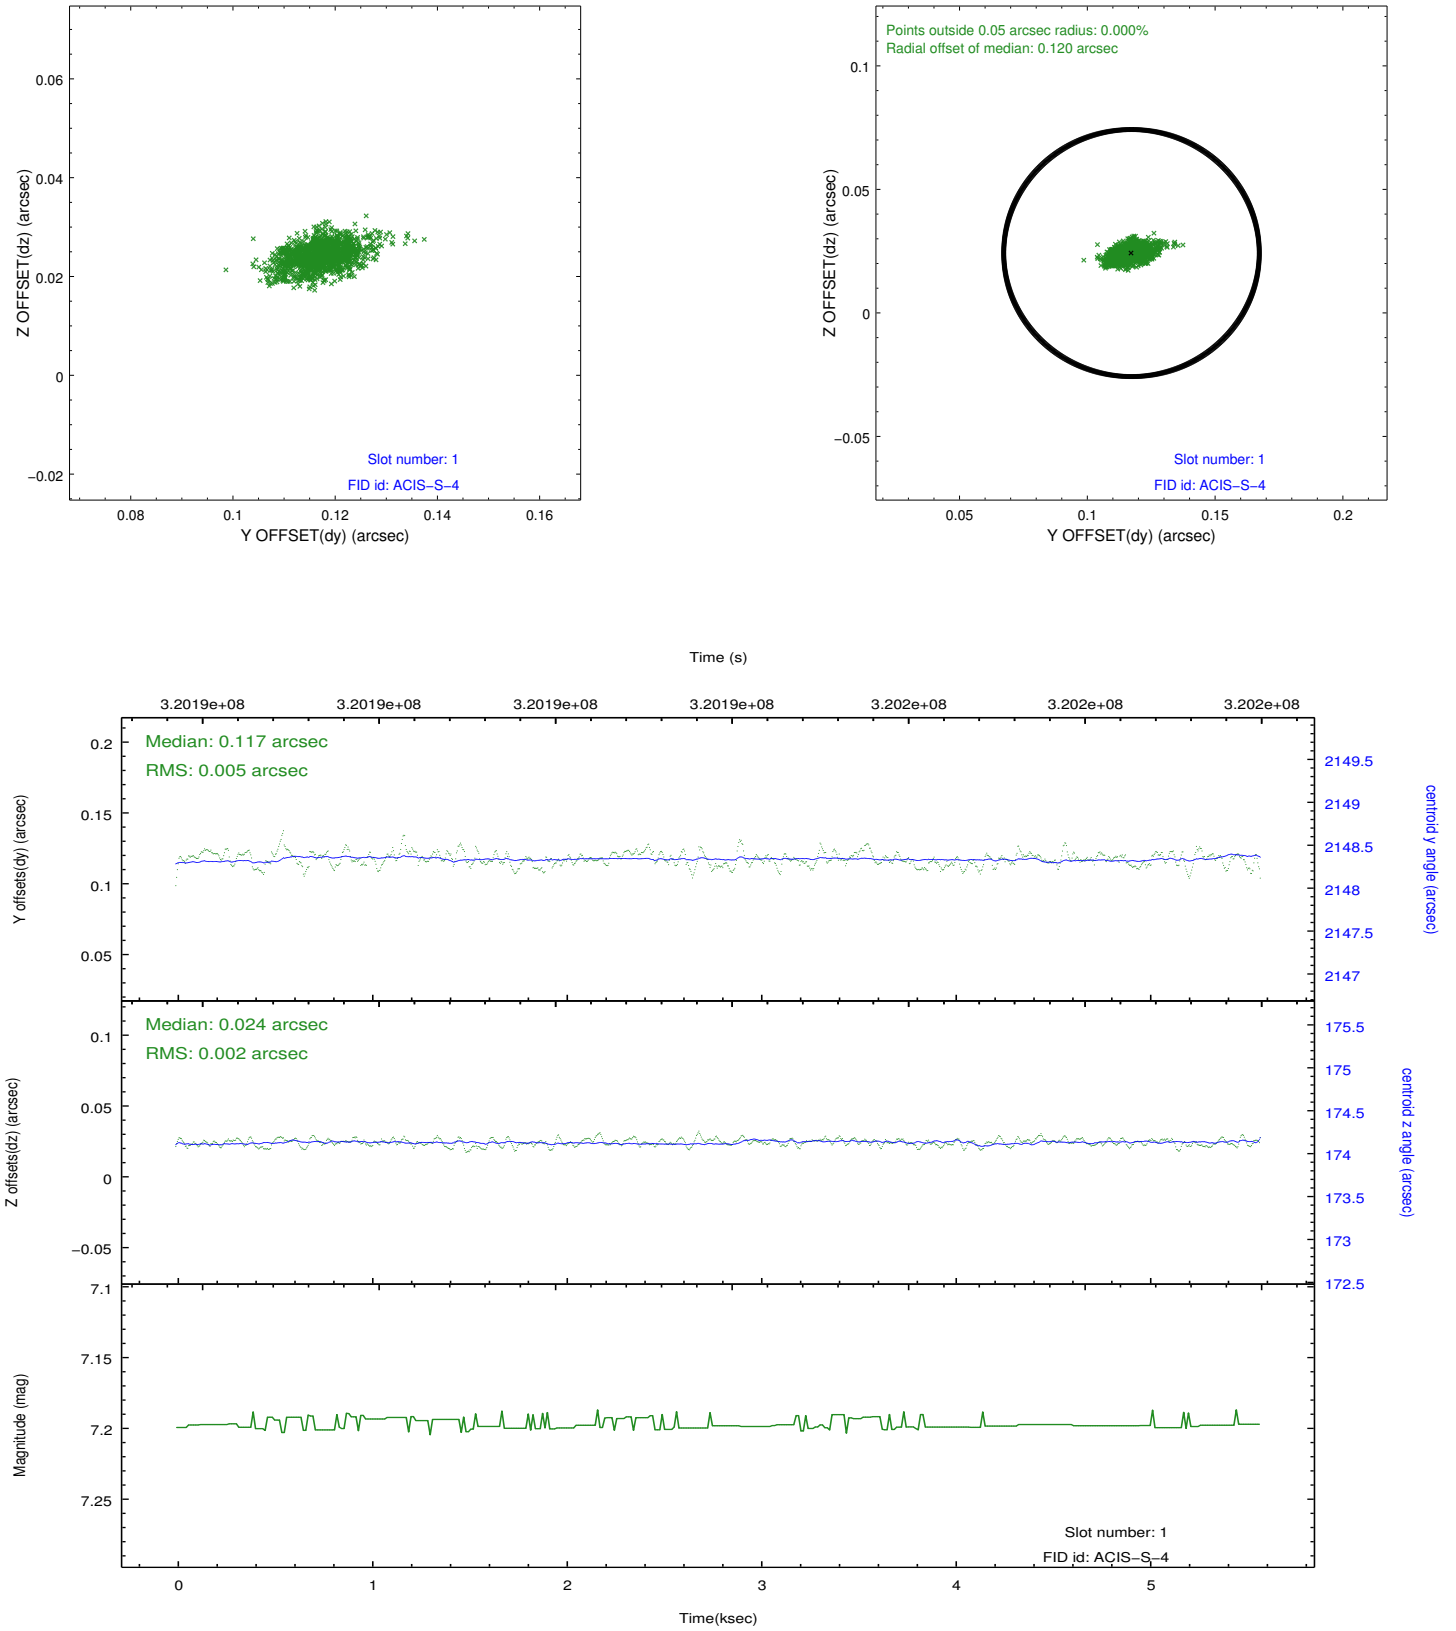 0.06
0.04
0.02
0
−0.02
Z OFFSET(dz) (arcsec)
Slot number: 1
FID id: ACIS−S−4
0.08
0.1
0.12
0.14
0.16
Y OFFSET(dy) (arcsec)
Points outside 0.05 arcsec radius: 0.000%
Radial offset of median: 0.120 arcsec
0.1
0.05
0
−0.05
Z OFFSET(dz) (arcsec)
Slot number: 1
FID id: ACIS−S−4
0.05
0.1
0.15
0.2
Y OFFSET(dy) (arcsec)
Time (s)
3.2019e+08
3.2019e+08
3.2019e+08
3.2019e+08
3.202e+08
3.202e+08
3.202e+08
Median: 0.117 arcsec
RMS: 0.005 arcsec
0.2
0.15
0.1
0.05
Y offsets(dy) (arcsec)
2149.5
2149
2148.5
2148
2147.5
2147
centroid y angle (arcsec)
Median: 0.024 arcsec
RMS: 0.002 arcsec
0.1
0.05
0
−0.05
Z offsets(dz) (arcsec)
175.5
175
174.5
174
173.5
173
172.5
centroid z angle (arcsec)
7.1
7.15
7.2
7.25
Magnitude (mag)
Slot number: 1
FID id: ACIS−S−4
0
1
2
3
4
5
Time(ksec)